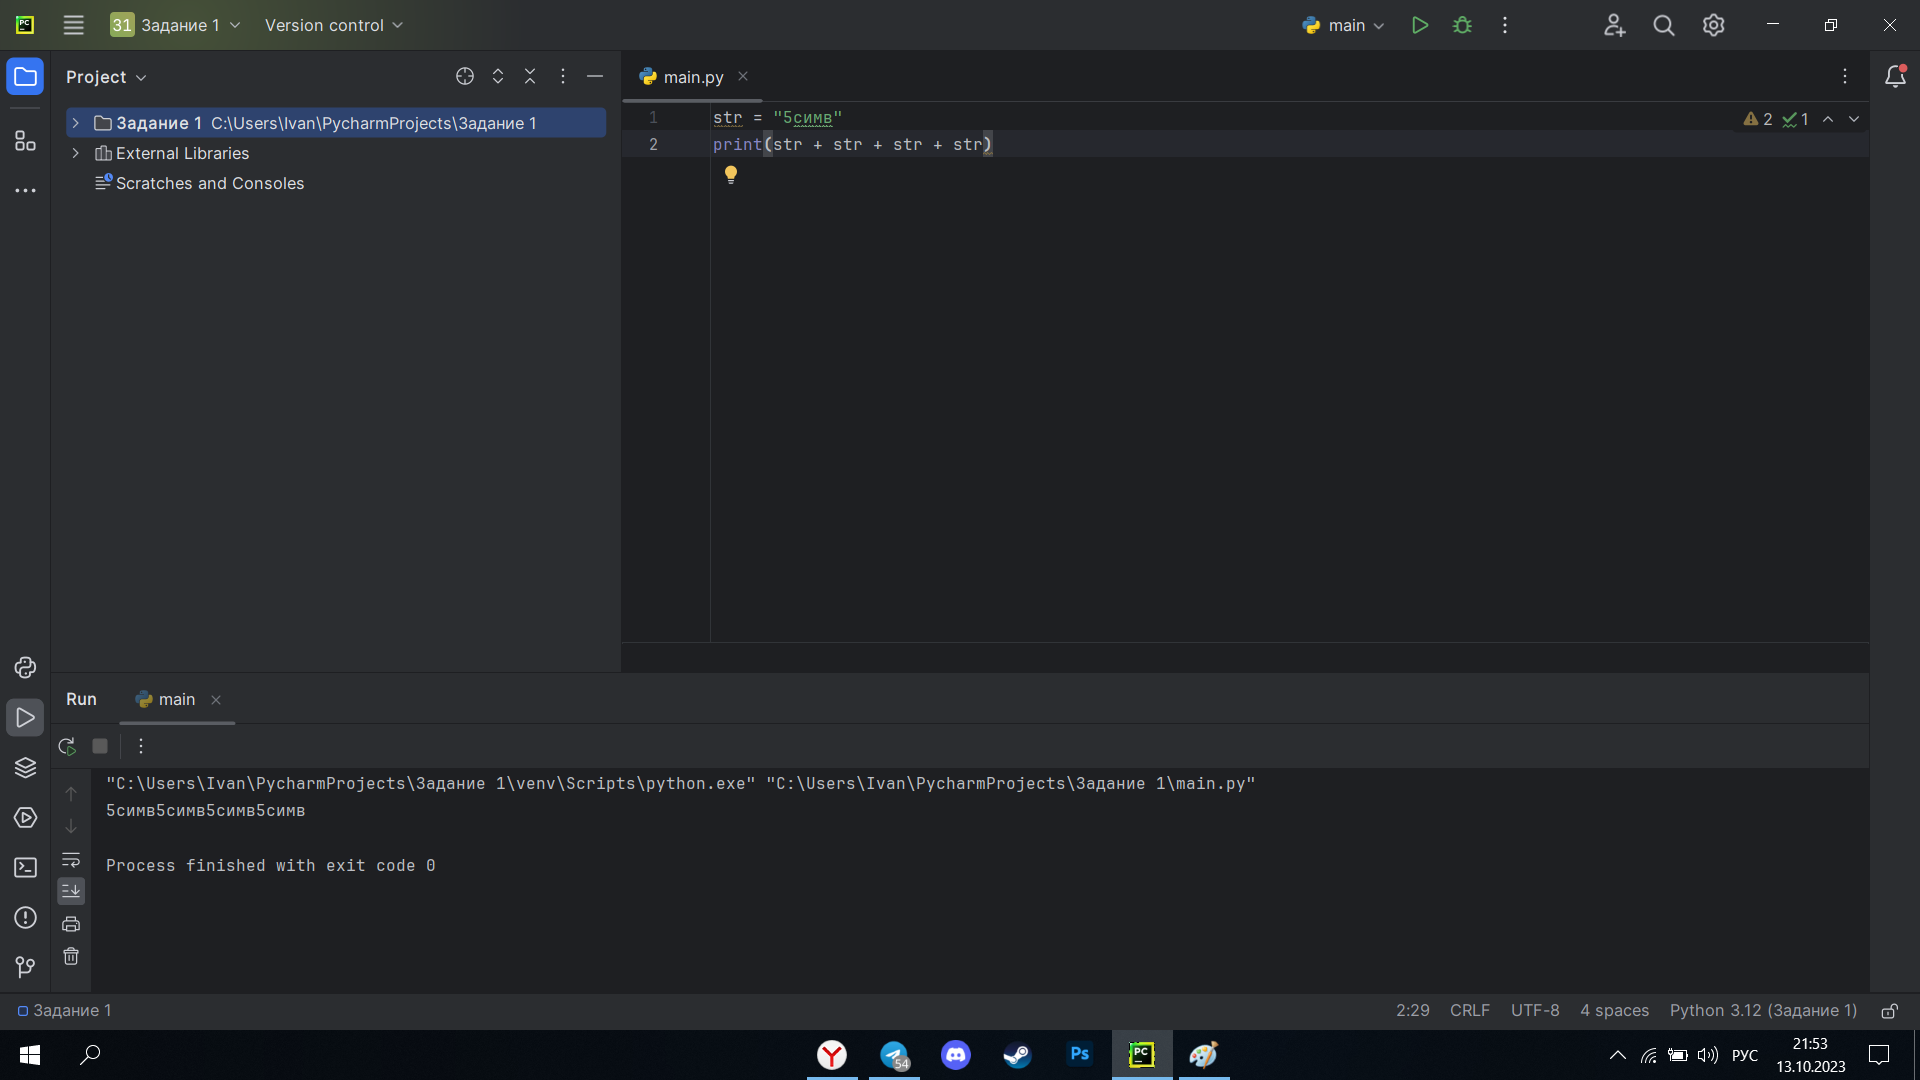 PC
31 Задание 1
Version control
main
Project
main.py
Задание 1 C:\Users\Ivan\PycharmProjects\Задание 1
External Libraries
Scratches and Consoles
1 str = "5симв"
2 1
2 print(str + str + str + str)
Run
main
"C:\Users\Ivan\PycharmProjects\Задание 1\venv\Scripts\python.exe" "C:\Users\Ivan\PycharmProjects\Задание 1\main.py"
5симв5симв5симв5симв
Process finished with exit code 0
Задание 1
2:29 CRLF UTF-8 4 spaces Python 3.12 (Задание 1)
54
Ps
PC
РУС
21:53
13.10.2023